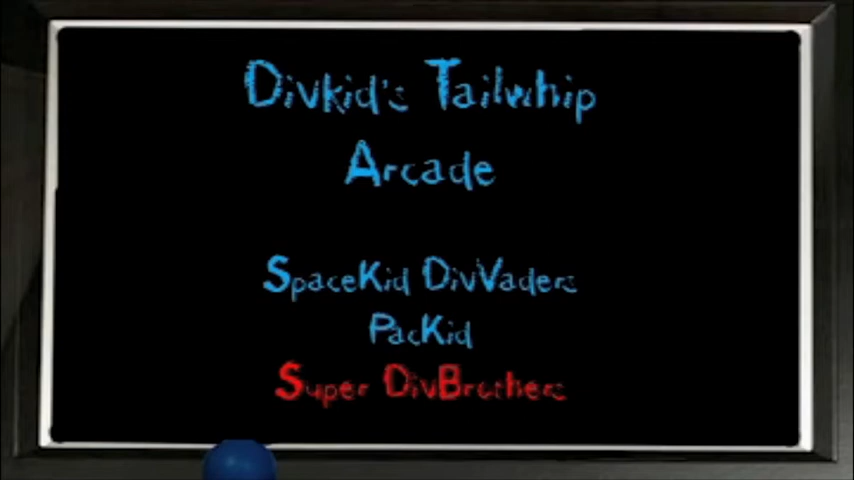 Divkid's Tailwhip
Arcade
SpaceKid DivVaders
PacKid
Super DivBrothers